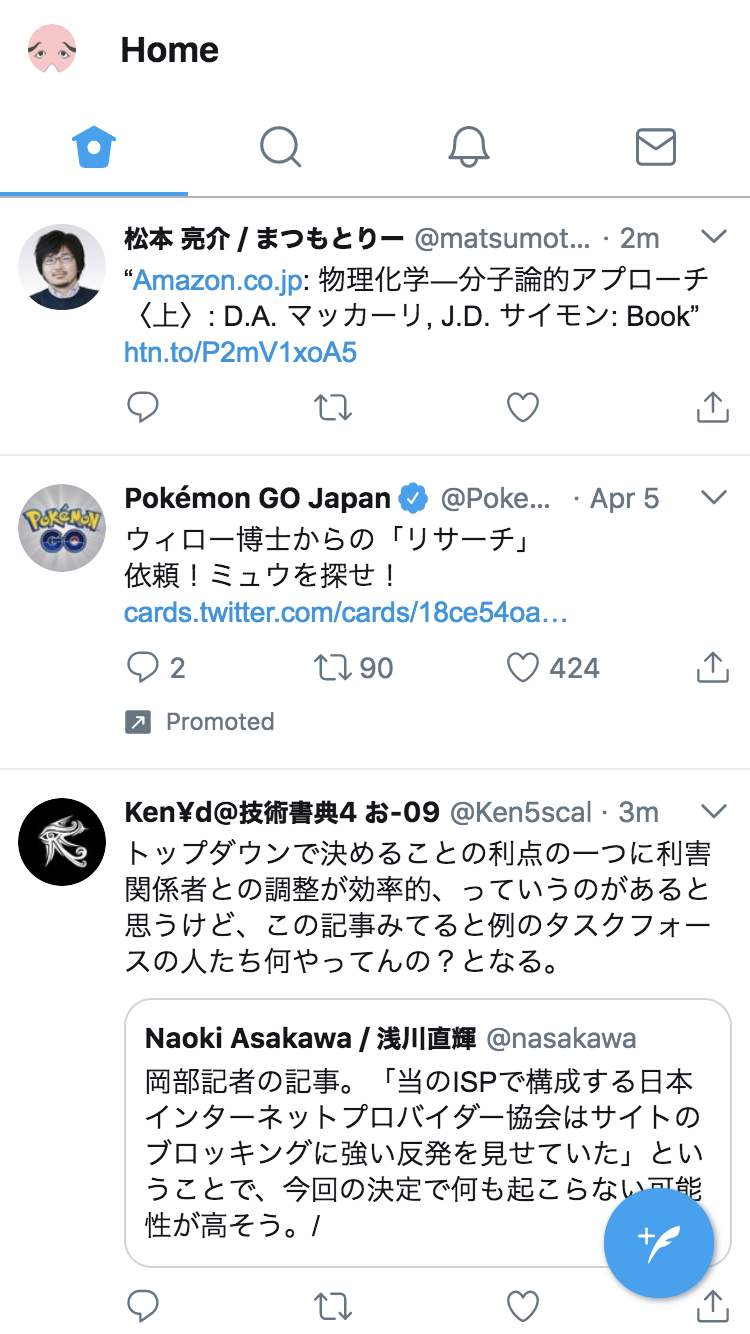 Home
松本 亮介 / まつもとりー @matsumot... · 2m
“Amazon.co.jp: 物理化学―分子論的アプローチ
〈上〉: D.A. マッカーリ, J.D. サイモン: Book”
htn.to/P2mV1xoA5
POKÉMON
GO
Pokémon GO Japan @Poke... · Apr 5
ウィロー博士からの「リサーチ」
依頼！ミュウを探せ！
cards.twitter.com/cards/18ce54oa…
2 90 424
Promoted
Ken¥d@技術書典4 お-09 @Ken5scal · 3m
トップダウンで決めることの利点の一つに利害
関係者との調整が効率的、っていうのがあると
思うけど、この記事みてると例のタスクフォー
スの人たち何やってんの？となる。
Naoki Asakawa / 浅川直輝 @nasakawa
岡部記者の記事。「当のISPで構成する日本
インターネットプロバイダー協会はサイトの
ブロッキングに強い反発を見せていた」とい
うことで、今回の決定で何も起こらない可能
性が高そう。/